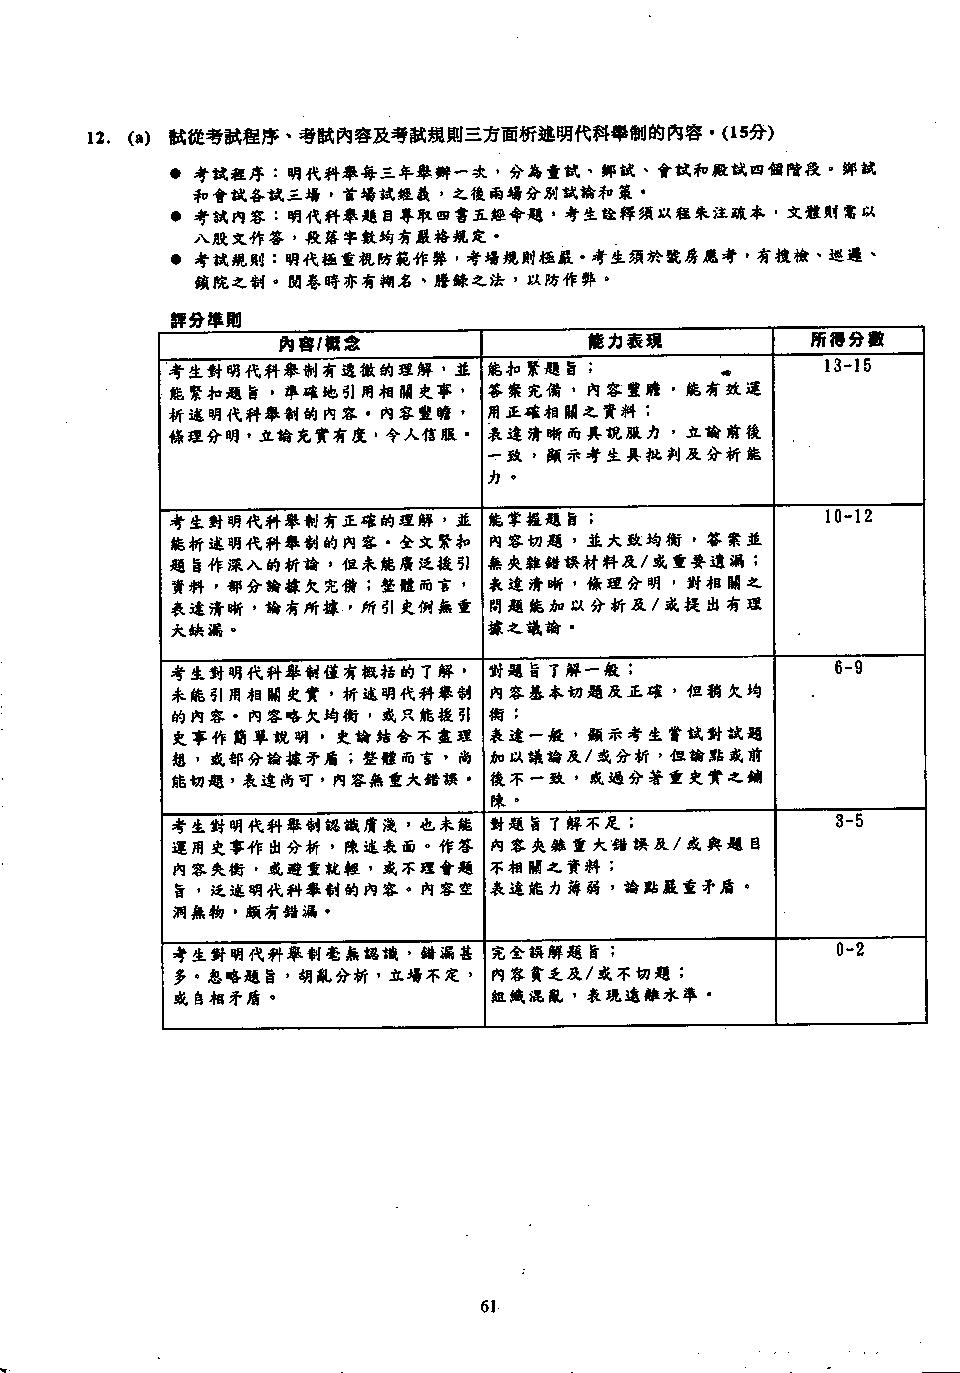 12. (a) 試從考試程序、考試內容及考試規則三方面析述明代科舉制的內容。(15分)
● 考試程序：明代科舉每三年舉辦一次，分為童試、鄉試、會試和殿試四個階段。鄉試
和會試各試三場，首場試經義，之後兩場分別試論和策。
● 考試內容：明代科舉題目專取四書五經命題，考生詮釋須以程朱注疏本，文體則需以
八股文作答，段落字數均有嚴格規定。
● 考試規則：明代極重視防範作弊，考場規則極嚴。考生須於號房應考，有搜檢、巡邏、
鎖院之制。閱卷時亦有糊名、謄錄之法，以防作弊。
評分準則
內容/概念 能力表現 所得分數
考生對明代科舉制有透徹的理解，並
能緊扣題旨，準確地引用相關史事，
析述明代科舉制的內容。內容豐贍，
條理分明，立論充實有度，令人信服。
能扣緊題旨；
答案完備，內容豐贍，能有效運
用正確相關之資料；
表達清晰而具說服力，立論前後
一致，顯示考生具批判及分析能
力。
13-15
考生對明代科舉制有正確的理解，並
能析述明代科舉制的內容。全文緊扣
題旨作深入的析論，但未能廣泛援引
資料，部分論據欠完備；整體而言，
表達清晰，論有所據，所引史例無重
大缺漏。
能掌握題旨；
內容切題，並大致均衡，答案並
無夾雜錯誤材料及/或重要遺漏；
表達清晰，條理分明，對相關之
問題能加以分析及/或提出有理
據之議論。
10-12
考生對明代科舉制僅有概括的了解，
未能引用相關史實，析述明代科舉制
的內容。內容略欠均衡，或只能援引
史事作簡單說明，史論結合不盡理
想，或部分論據矛盾；整體而言，尚
能切題，表達尚可，內容無重大錯誤。
對題旨了解一般；
內容基本切題及正確，但稍欠均
衡；
表達一般，顯示考生嘗試對試題
加以議論及/或分析，但論點或前
後不一致，或過分著重史實之鋪
陳。
6-9
考生對明代科舉制認識膚淺，也未能
運用史事作出分析，陳述表面。作答
內容失衡，或避重就輕，或不理會題
旨，泛述明代科舉制的內容。內容空
洞無物，頗有錯漏。
對題旨了解不足；
內容夾雜重大錯誤及/或與題目
不相關之資料；
表達能力薄弱，論點嚴重矛盾。
3-5
考生對明代科舉制毫無認識，錯漏甚
多。忽略題旨，胡亂分析，立場不定，
或自相矛盾。
完全誤解題旨；
內容貧乏及/或不切題；
組織混亂，表現遠離水準。
0-2
61